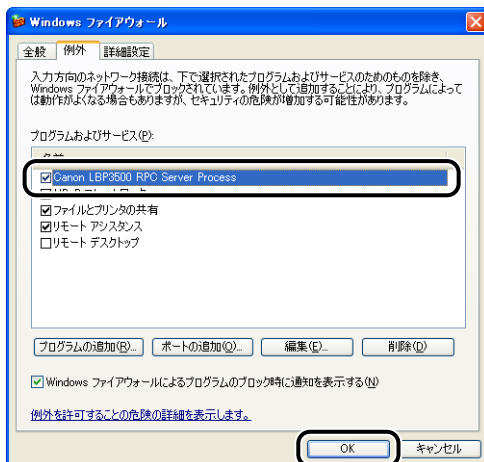 Windows ファイアウォール
全般 例外 詳細設定
入力方向のネットワーク接続は、下で選択されたプログラムおよびサービスのためのものを除き、
Windows ファイアウォールでブロックされています。例外として追加することにより、プログラムによって
は動作がよくなる場合もありますが、セキュリティの危険が増加する可能性があります。
プログラムおよびサービス(P):
Canon LBP3500 RPC Server Process
ファイルとプリンタの共有
リモート アシスタンス
リモート デスクトップ
プログラムの追加(R)... ポートの追加(O)... 編集(E)... 削除(D)
Windows ファイアウォールによるプログラムのブロック時に通知を表示する(N)
例外を許可することの危険の詳細を表示します。
OK キャンセル